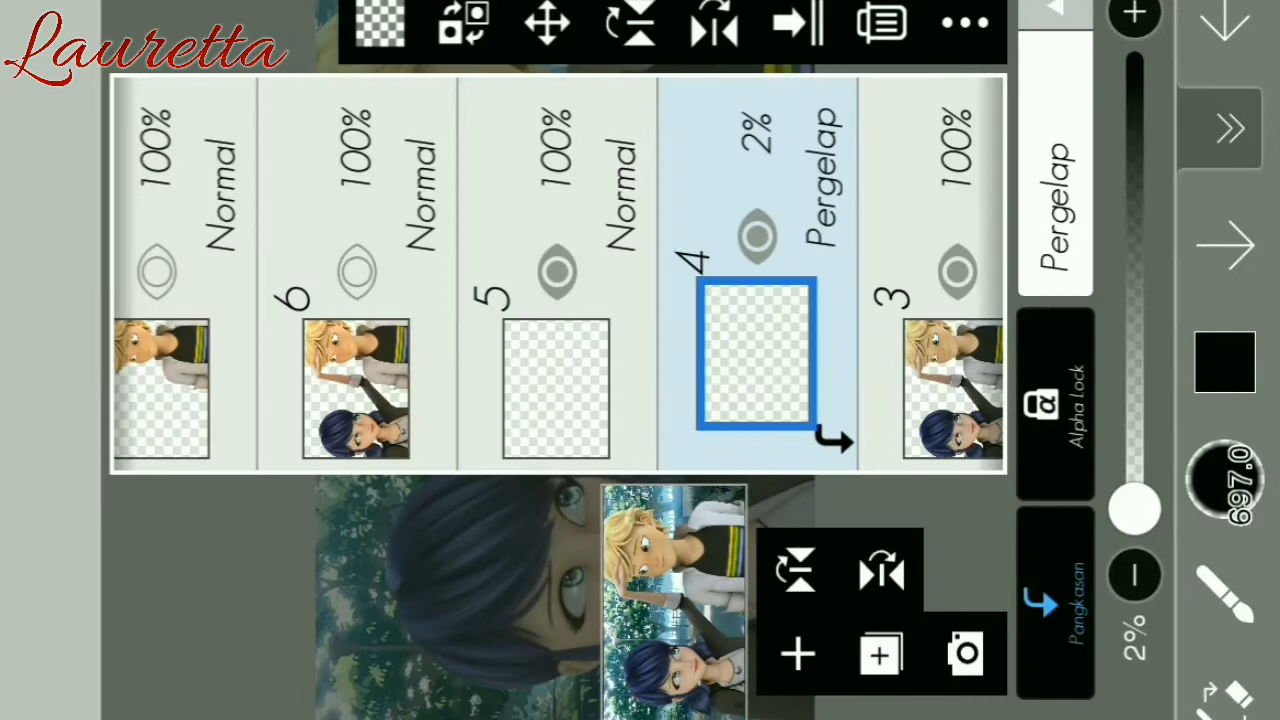 Lauretta
100%
Normal
6
100%
Normal
5
100%
Normal
4
2%
Pergelap
3
100%
Pergelap
α
Alpha Lock
Pangkasan
2%
697.0